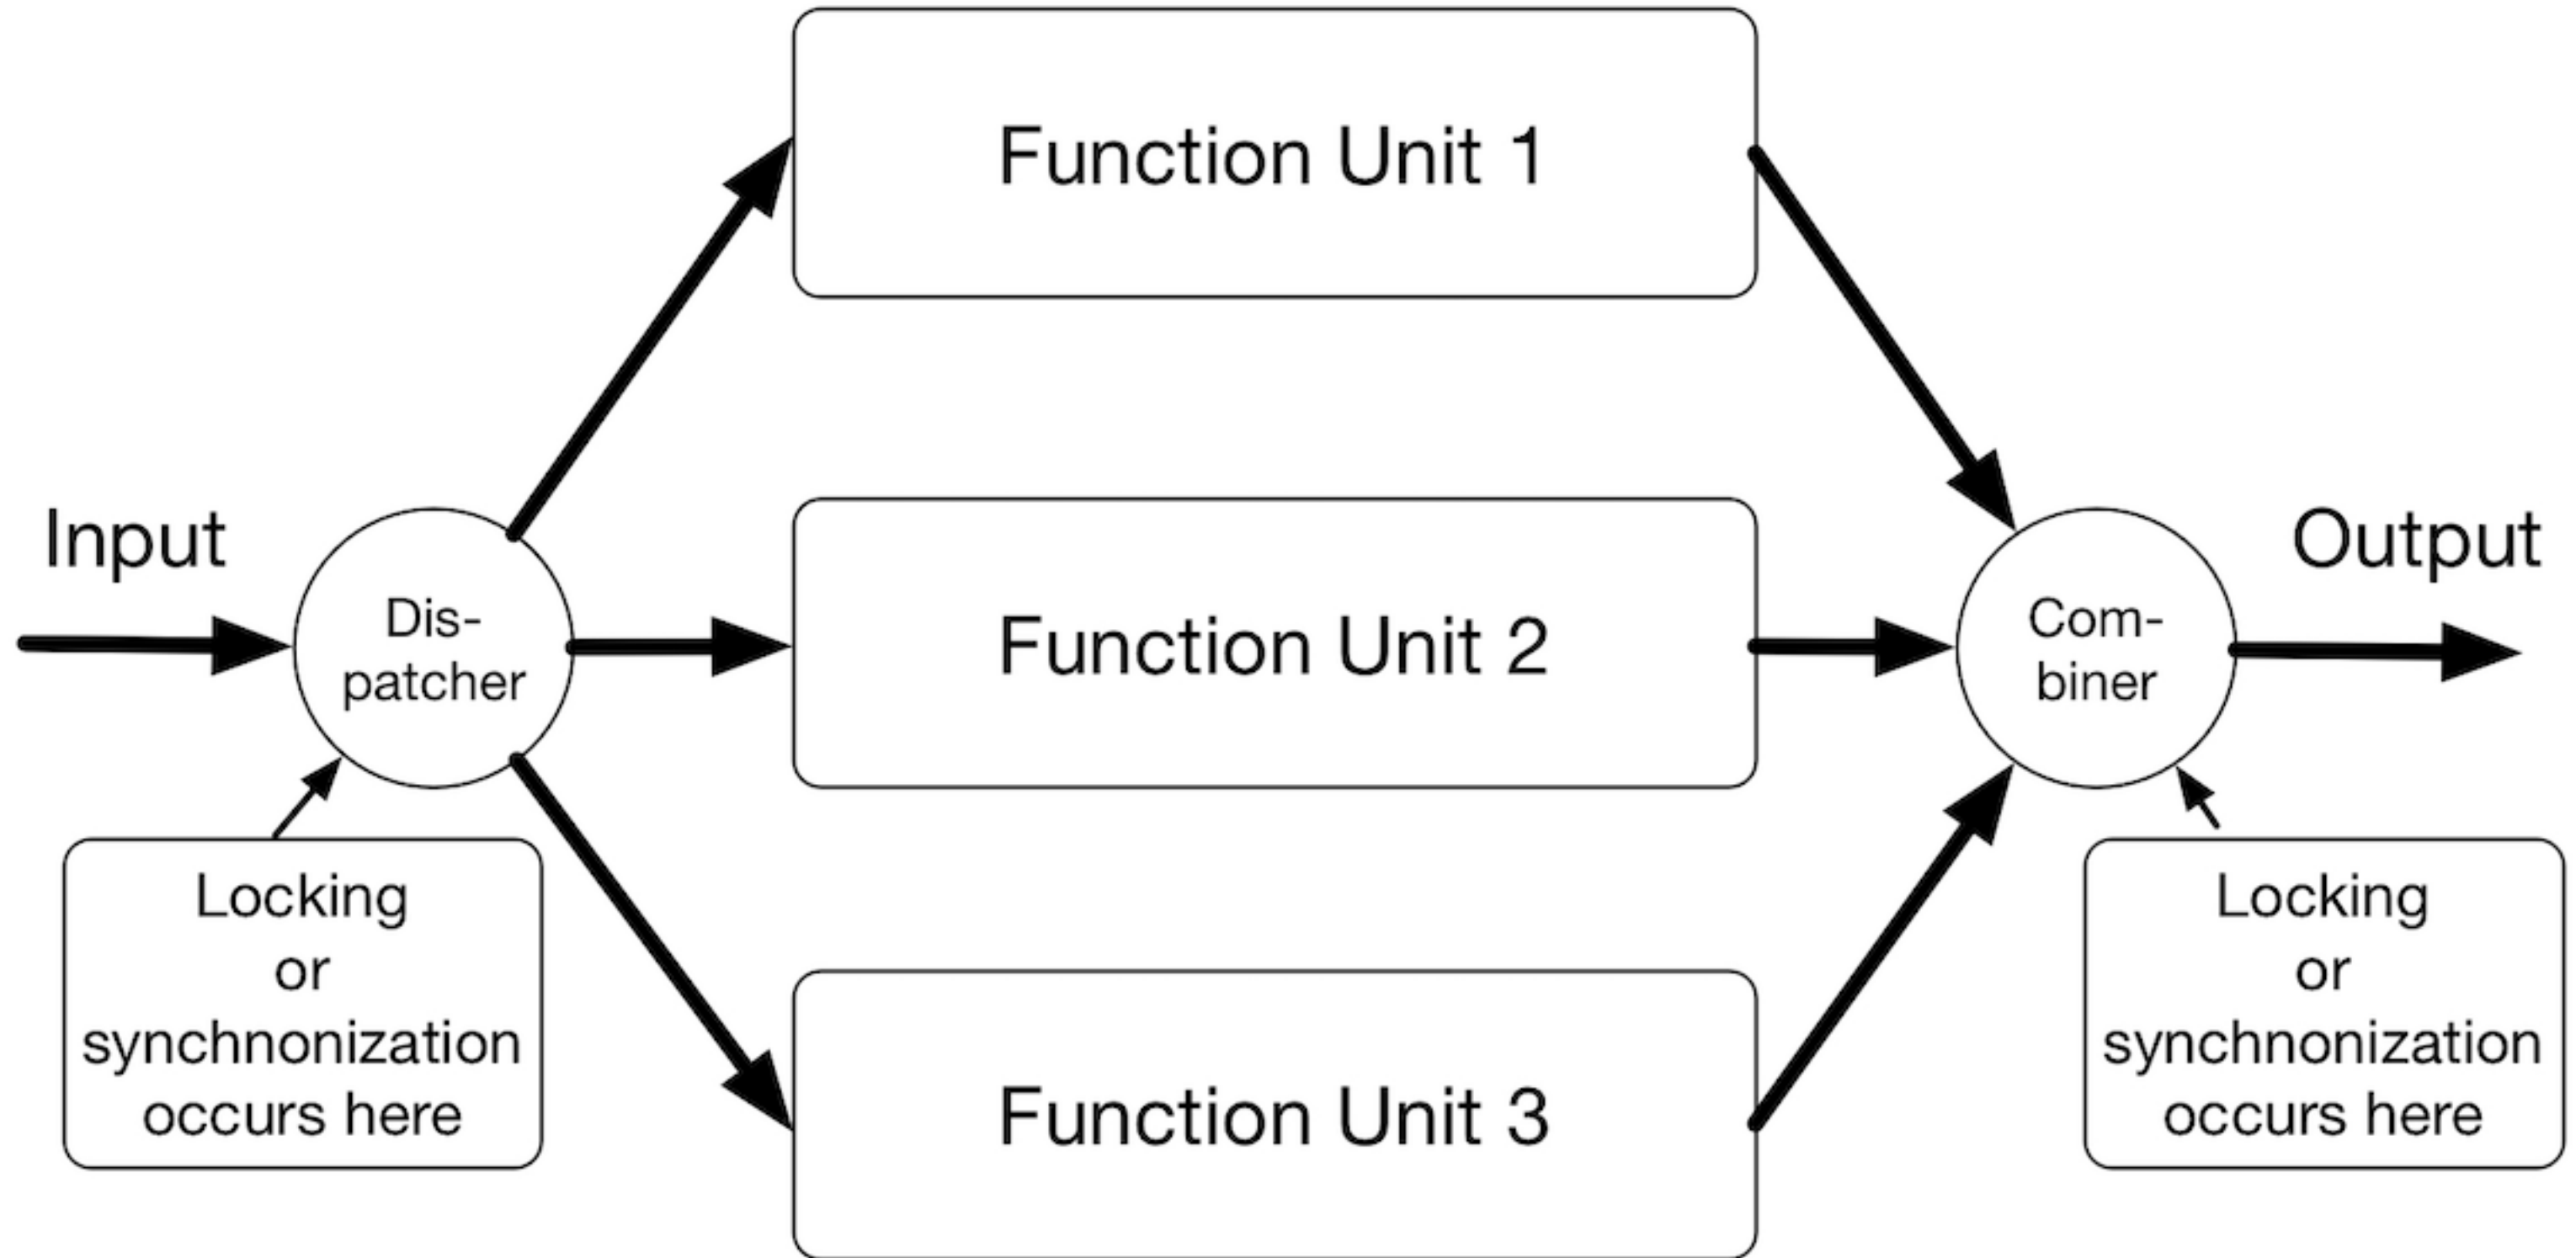 Function Unit 1
Input
Dis-
patcher
Function Unit 2
Com-
biner
Output
Locking
or
synchnonization
occurs here
Function Unit 3
Locking
or
synchnonization
occurs here